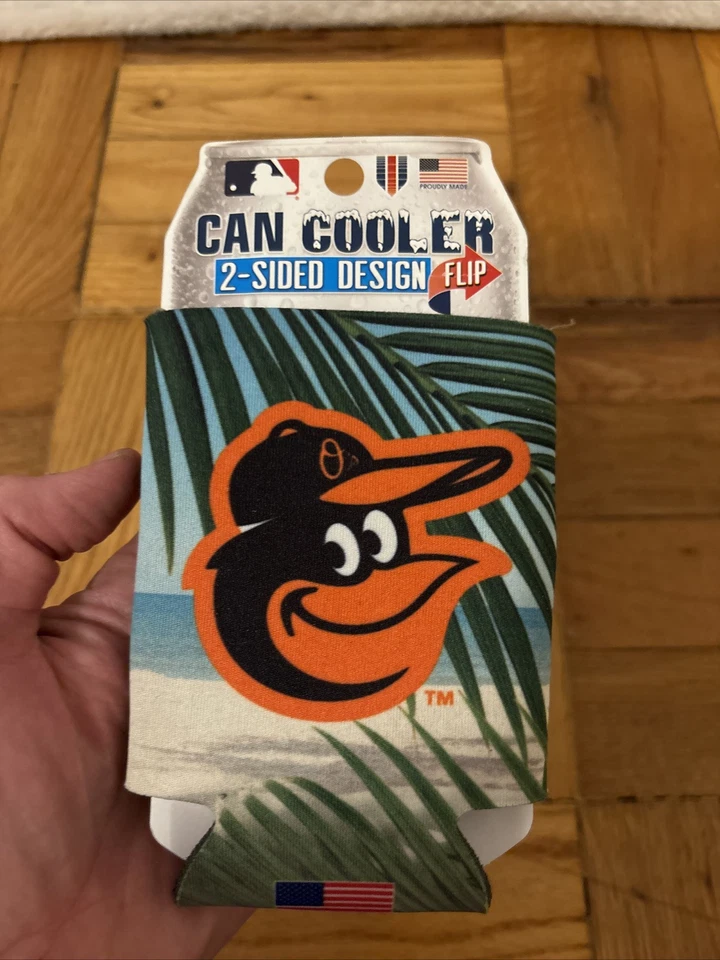 PROUDLY MADE
CAN COOLER
2-SIDED DESIGN FLIP
O
TM